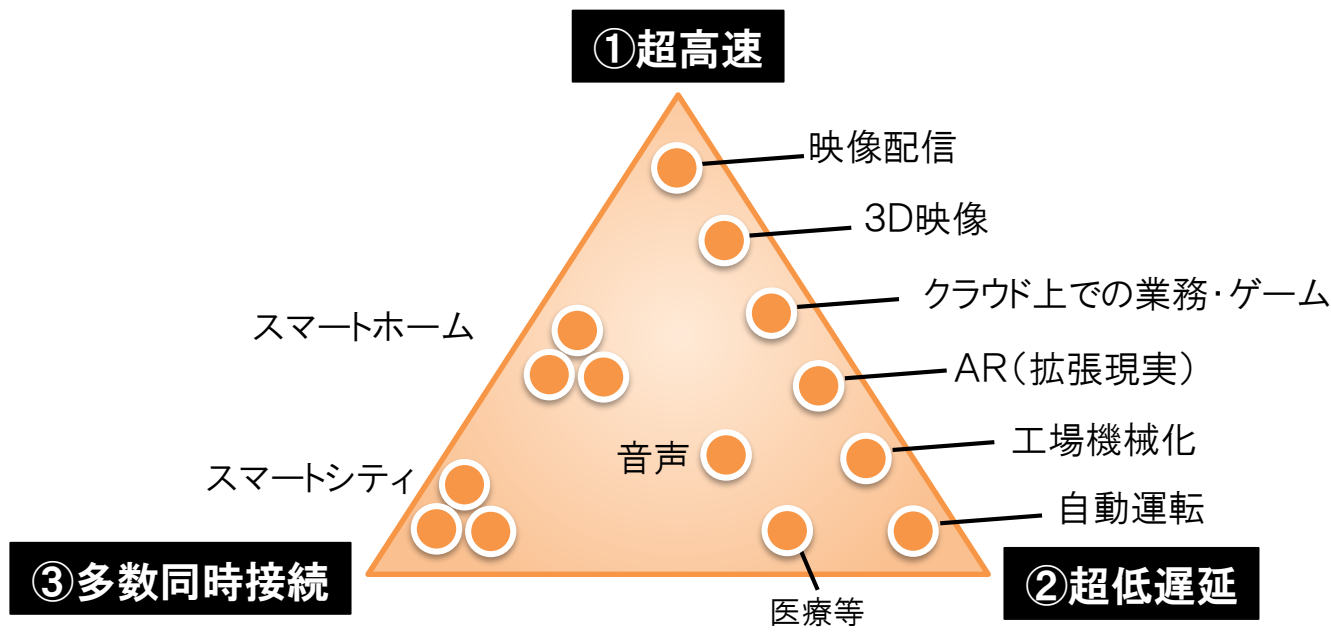 ①超高速
映像配信
3D映像
クラウド上での業務・ゲーム
スマートホーム
AR(拡張現実)
工場機械化
音声
スマートシティ
自動運転
③多数同時接続
②超低遅延
医療等